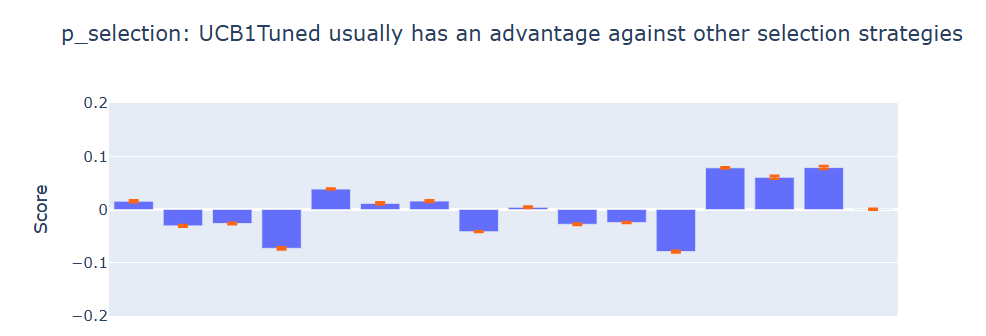 p_selection: UCB1Tuned usually has an advantage against other selection strategies
0.2
0.1
0
−0.1
−0.2
Score